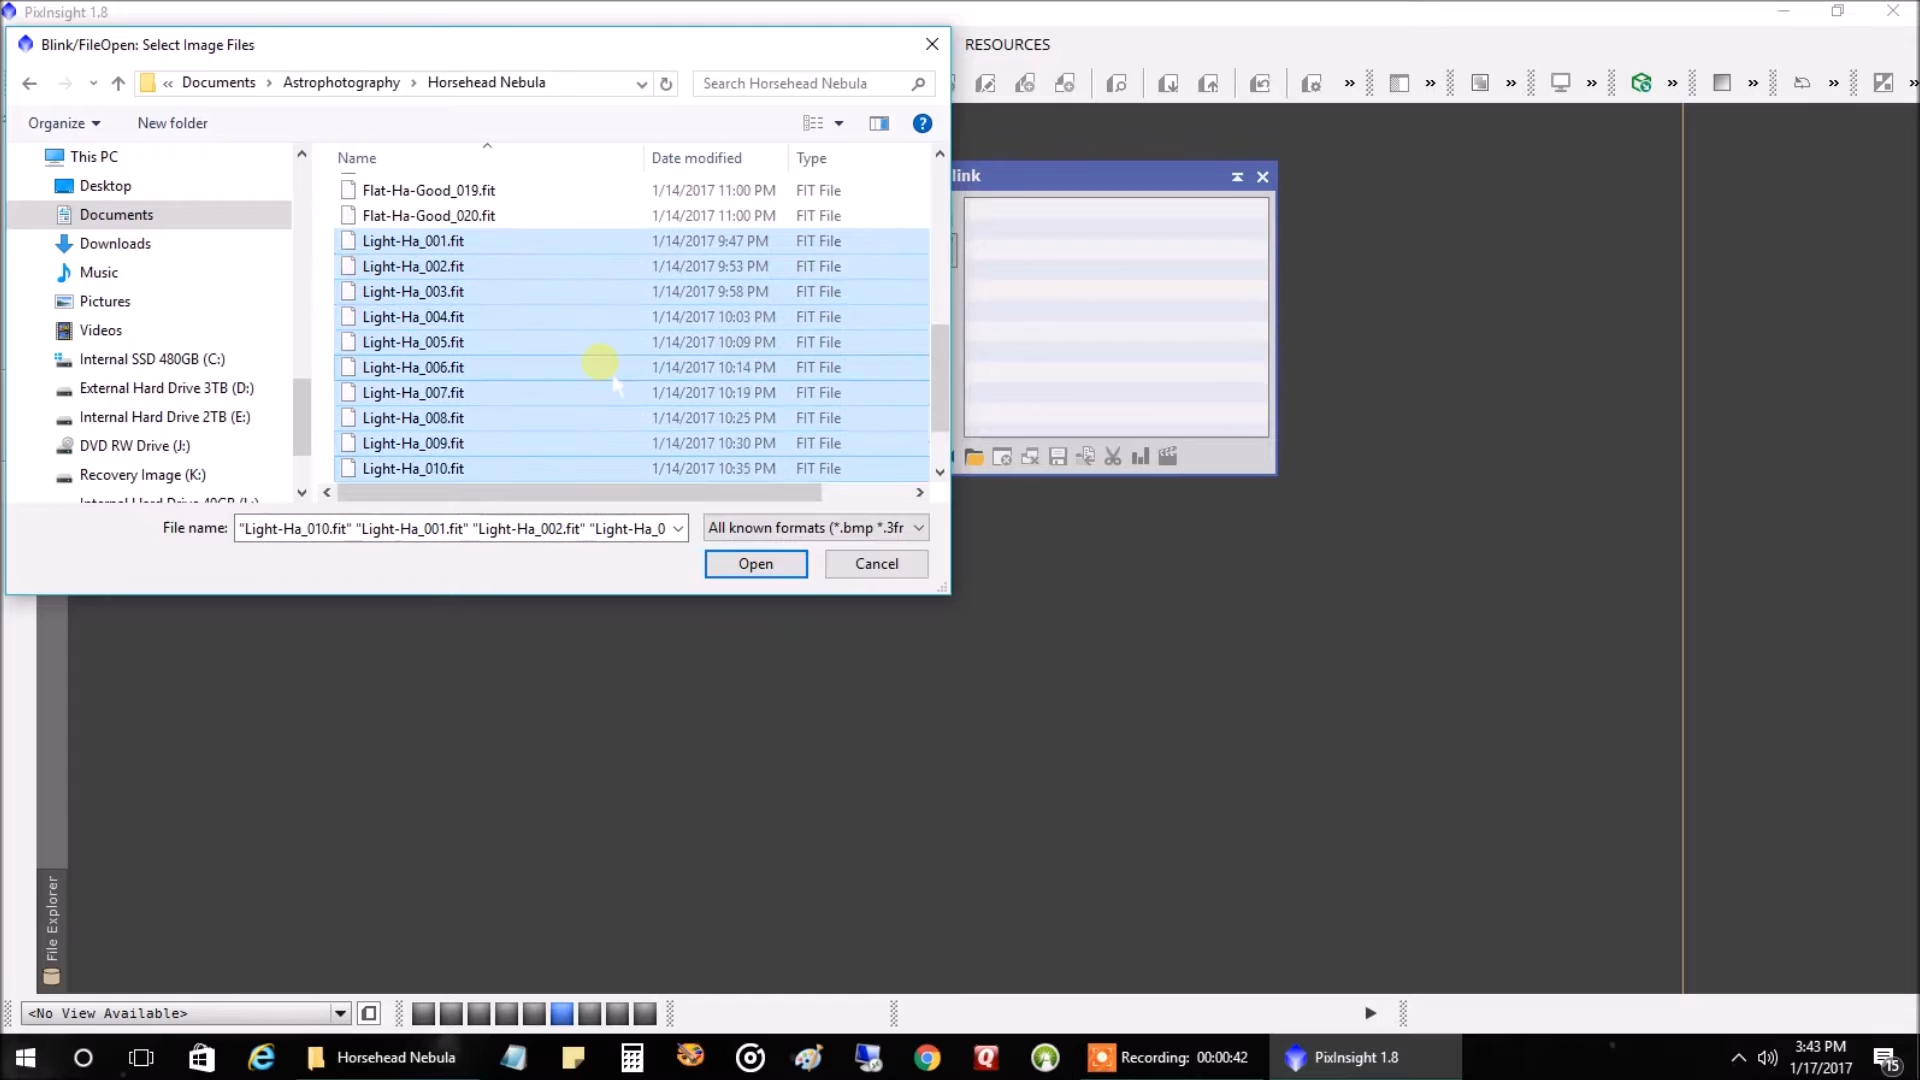 PixInsight 1.8
Blink/FileOpen: Select Image Files
RESOURCES
« Documents > Astrophotography > Horsehead Nebula
Search Horsehead Nebula
Organize
New folder
Name Date modified Type
This PC
Desktop
Documents
Downloads
Music
Pictures
Videos
Internal SSD 480GB (C:)
External Hard Drive 3TB (D:)
Internal Hard Drive 2TB (E:)
DVD RW Drive (J:)
Recovery Image (K:)
Flat-Ha-Good_019.fit 1/14/2017 11:00 PM FIT File
Flat-Ha-Good_020.fit 1/14/2017 11:00 PM FIT File
Light-Ha_001.fit 1/14/2017 9:47 PM FIT File
Light-Ha_002.fit 1/14/2017 9:53 PM FIT File
Light-Ha_003.fit 1/14/2017 9:58 PM FIT File
Light-Ha_004.fit 1/14/2017 10:03 PM FIT File
Light-Ha_005.fit 1/14/2017 10:09 PM FIT File
Light-Ha_006.fit 1/14/2017 10:14 PM FIT File
Light-Ha_007.fit 1/14/2017 10:19 PM FIT File
Light-Ha_008.fit 1/14/2017 10:25 PM FIT File
Light-Ha_009.fit 1/14/2017 10:30 PM FIT File
Light-Ha_010.fit 1/14/2017 10:35 PM FIT File
link
File name: "Light-Ha_010.fit" "Light-Ha_001.fit" "Light-Ha_002.fit" "Light-Ha_0
All known formats (*.bmp *.3fr
Open
Cancel
File Explorer
<No View Available>
Horsehead Nebula
Recording: 00:00:42
PixInsight 1.8
3:43 PM
1/17/2017
15